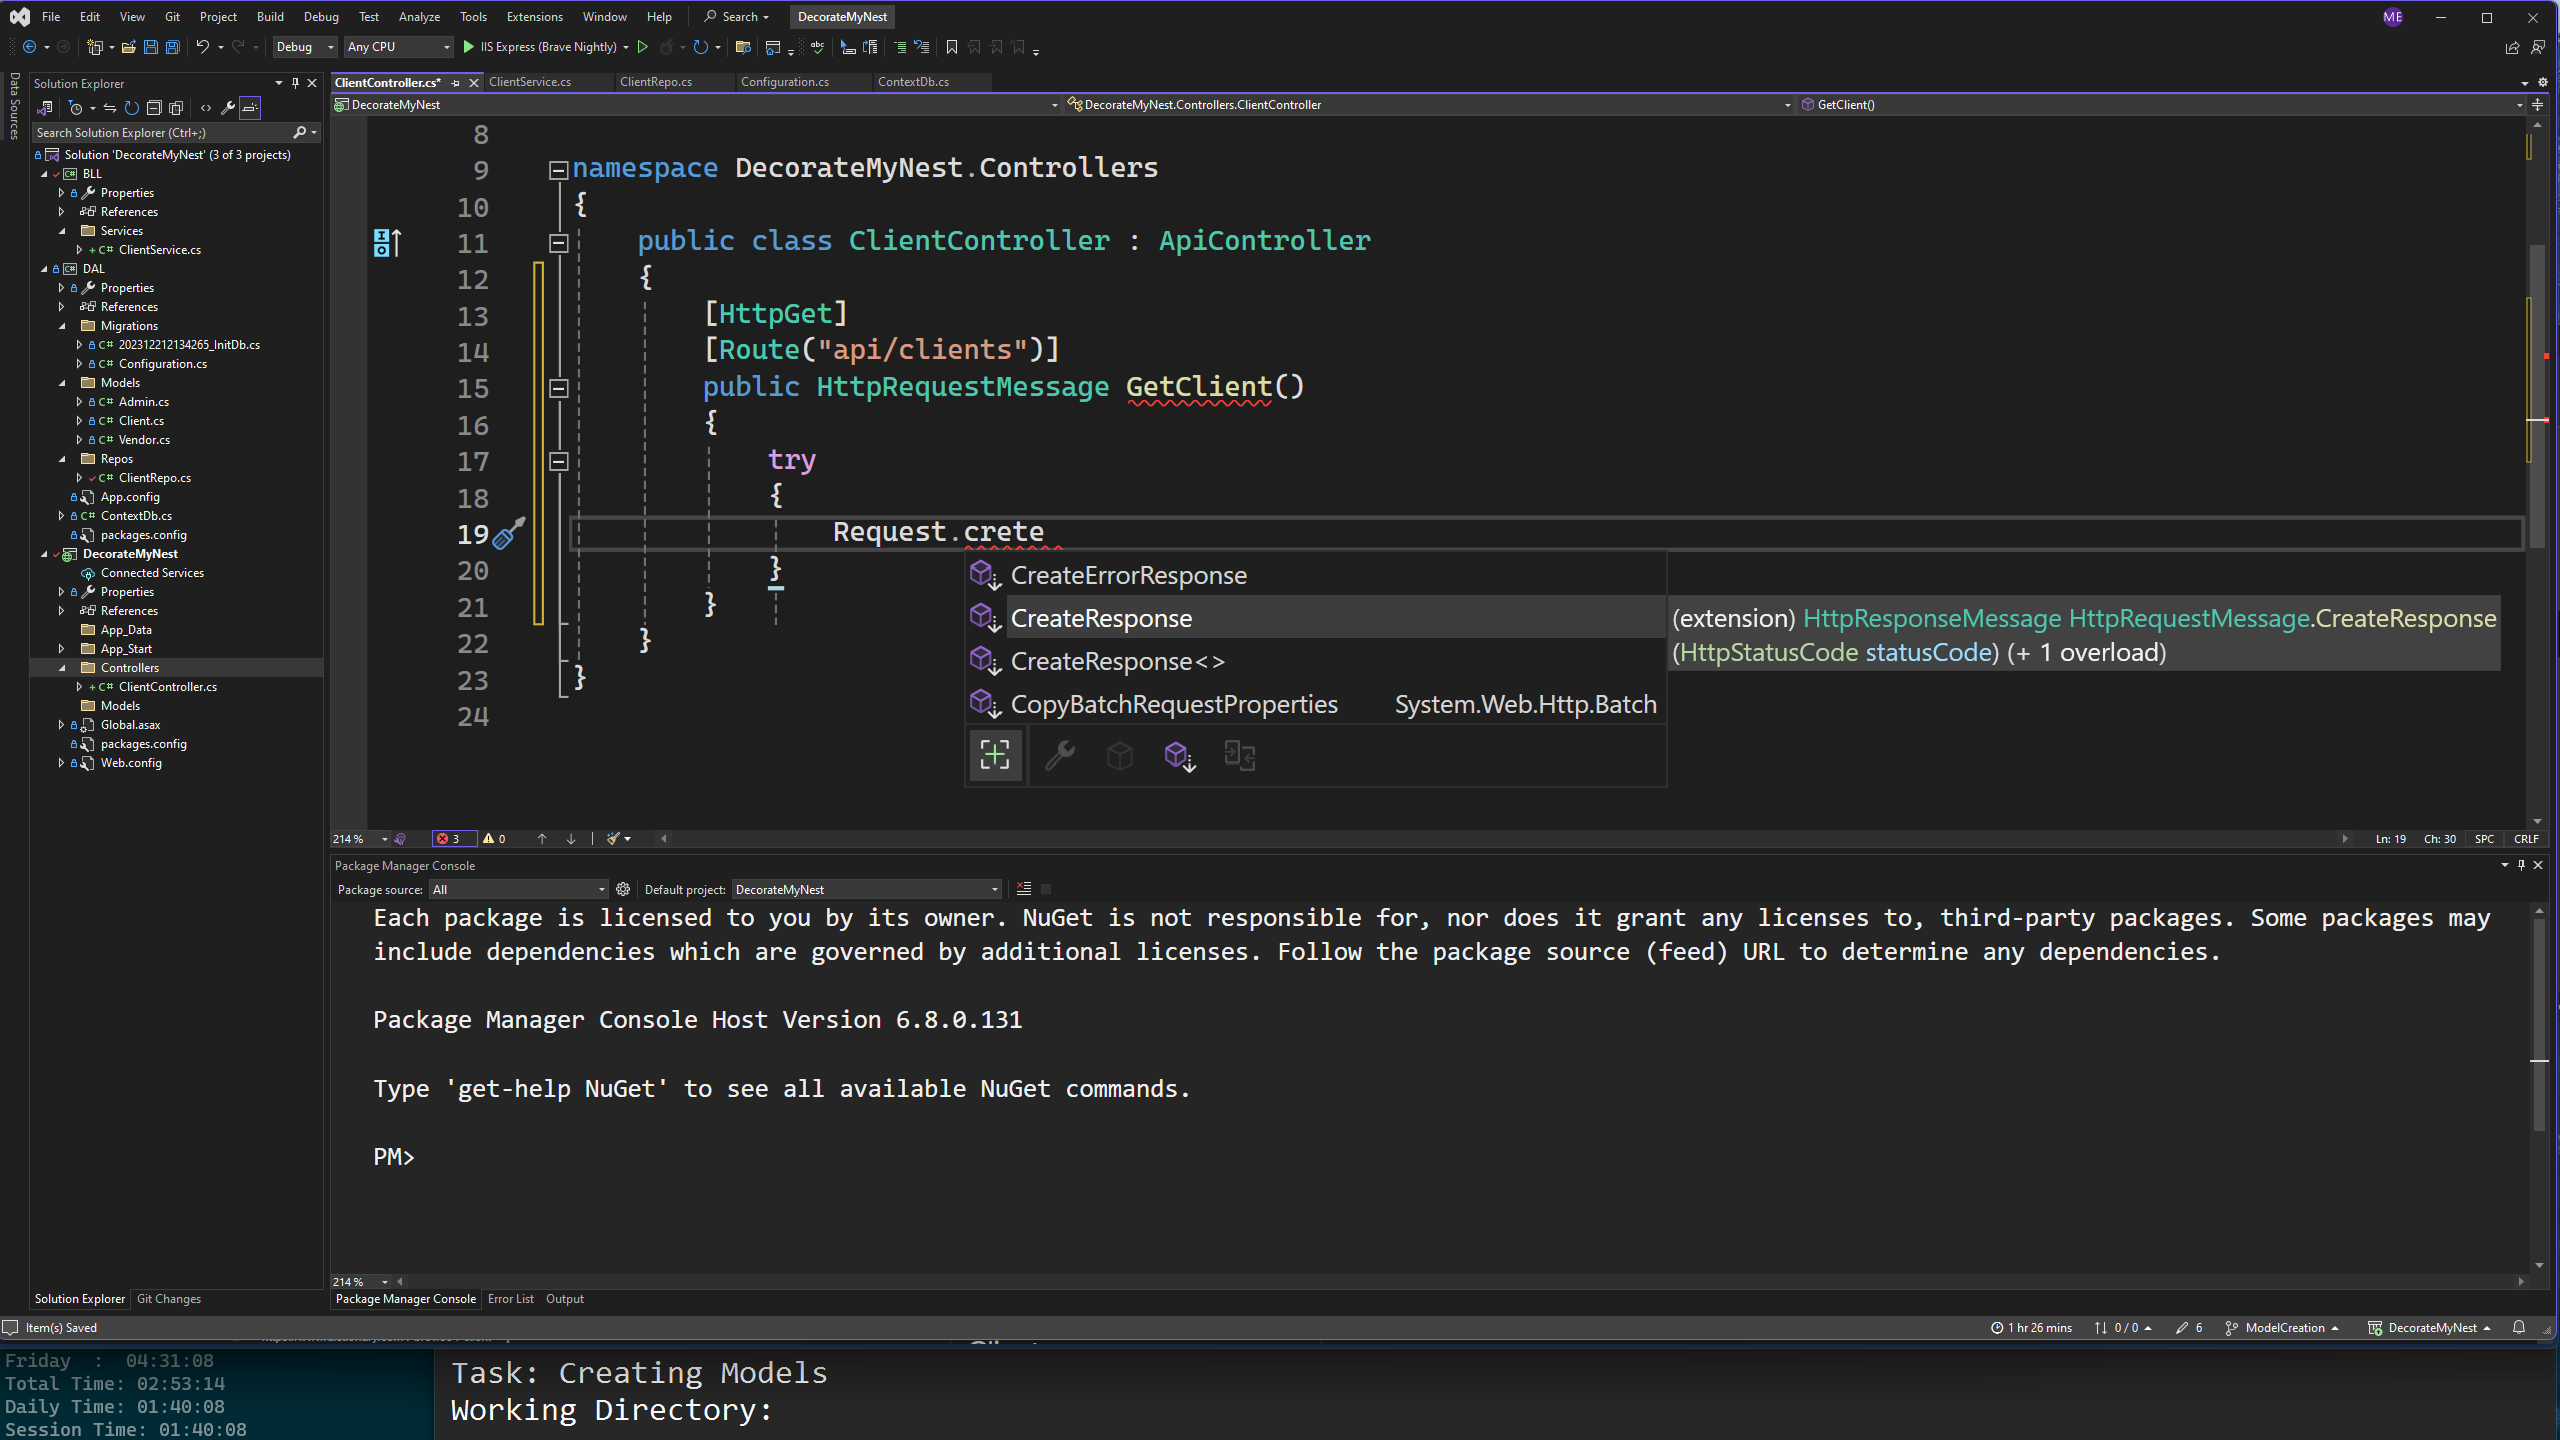 File Edit View Git Project Build Debug Test Analyze Tools Extensions Window Help Search DecorateMyNest ME
Debug Any CPU IIS Express (Brave Nightly)
Data Sources
Solution Explorer
Search Solution Explorer (Ctrl+;)
Solution 'DecorateMyNest' (3 of 3 projects)
BLL
Properties
References
Services
C# ClientService.cs
DAL
Properties
References
Migrations
C# 202312212134265_InitDb.cs
C# Configuration.cs
Models
C# Admin.cs
C# Client.cs
C# Vendor.cs
Repos
C# ClientRepo.cs
App.config
C# ContextDb.cs
packages.config
DecorateMyNest
Connected Services
Properties
References
App_Data
App_Start
Controllers
C# ClientController.cs
Models
Global.asax
packages.config
Web.config
Solution Explorer Git Changes
ClientController.cs* ClientService.cs ClientRepo.cs Configuration.cs ContextDb.cs
DecorateMyNest DecorateMyNest.Controllers.ClientController GetClient()
8
9 namespace DecorateMyNest.Controllers
10 {
11 public class ClientController : ApiController
12 {
13 [HttpGet]
14 [Route("api/clients")]
15 public HttpRequestMessage GetClient()
16 {
17 try
18 {
19 Request.crete
20 }
21 }
22 }
23 }
24
CreateErrorResponse
CreateResponse
CreateResponse<>
CopyBatchRequestProperties System.Web.Http.Batch
(extension) HttpResponseMessage HttpRequestMessage.CreateResponse
(HttpStatusCode statusCode) (+ 1 overload)
214 % 3 0 Ln: 19 Ch: 30 SPC CRLF
Package Manager Console
Package source: All Default project: DecorateMyNest
Each package is licensed to you by its owner. NuGet is not responsible for, nor does it grant any licenses to, third-party packages. Some packages may
include dependencies which are governed by additional licenses. Follow the package source (feed) URL to determine any dependencies.
Package Manager Console Host Version 6.8.0.131
Type 'get-help NuGet' to see all available NuGet commands.
PM>
214 %
Package Manager Console Error List Output
Item(s) Saved 1 hr 26 mins 0 / 0 6 ModelCreation DecorateMyNest
Friday : 04:31:08
Total Time: 02:53:14
Daily Time: 01:40:08
Session Time: 01:40:08
Task: Creating Models
Working Directory: